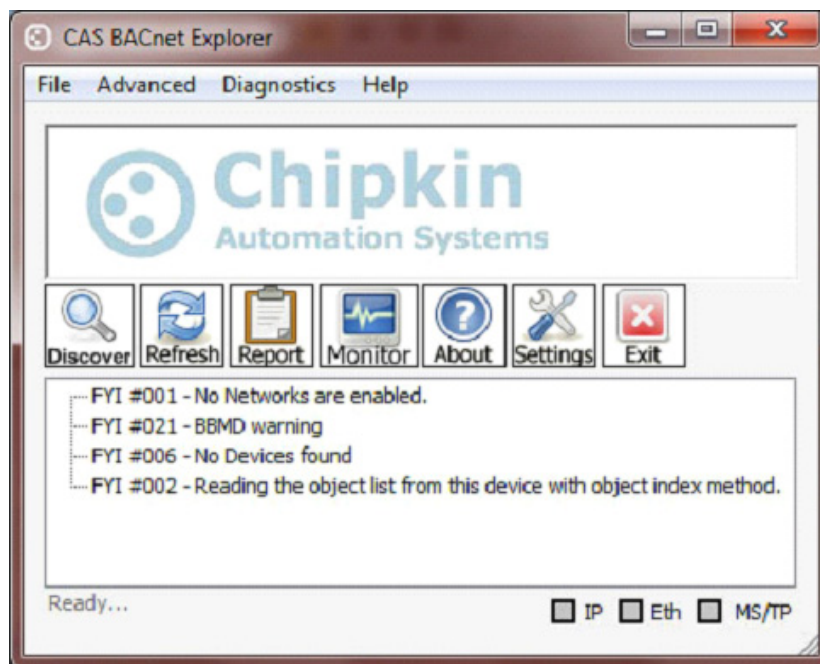 CAS BACnet Explorer
File Advanced Diagnostics Help
Chipkin
Automation Systems
Discover Refresh Report Monitor About Settings Exit
FYI #001 - No Networks are enabled.
FYI #021 - BBMD warning
FYI #006 - No Devices found
FYI #002 - Reading the object list from this device with object index method.
Ready... IP Eth MS/TP